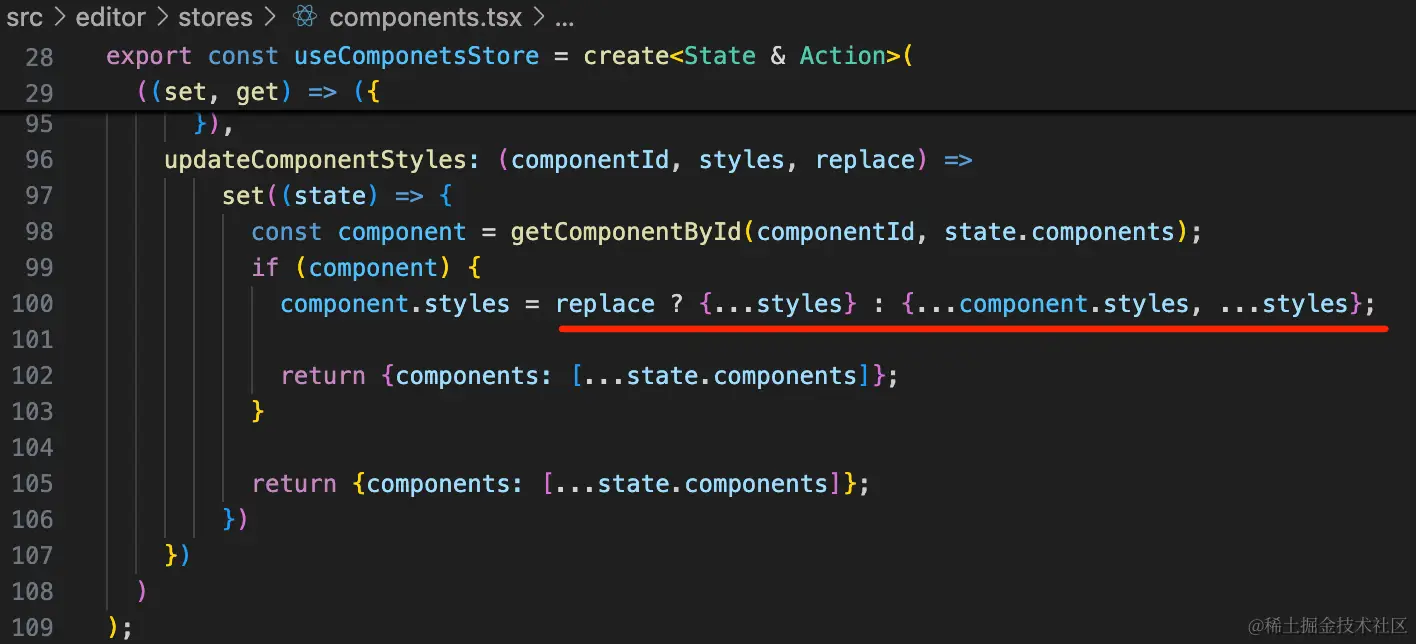 src > editor > stores > components.tsx > ...
28 export const useComponetsStore = create<State & Action>(
29 ((set, get) => ({
95 }),
96 updateComponentStyles: (componentId, styles, replace) =>
97 set((state) => {
98 const component = getComponentById(componentId, state.components);
99 if (component) {
100 component.styles = replace ? {...styles} : {...component.styles, ...styles};
101
102 return {components: [...state.components]};
103 }
104
105 return {components: [...state.components]};
106 })
107 })
108 )
109 );
@稀土掘金技术社区